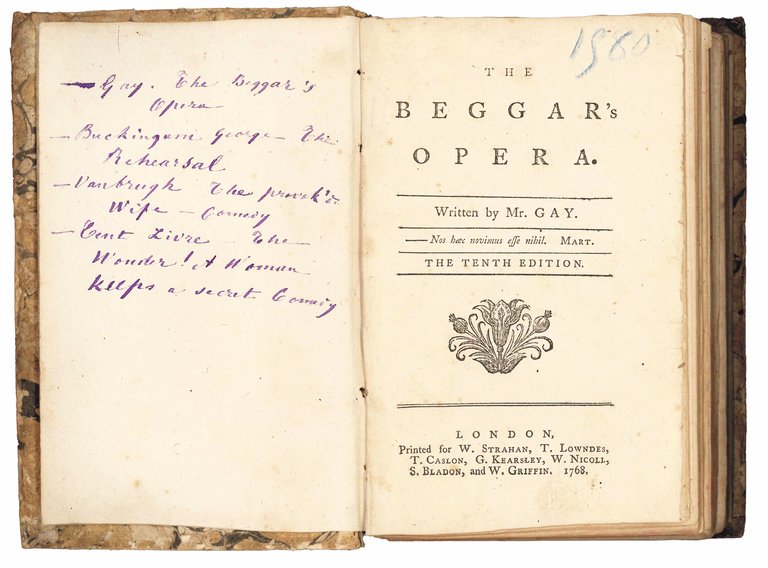 — Gay. The Beggar's
Opera
— Buckingam George – The
Rehearsal
— Vanbrugh The provek'd
Wife – Comedy
— Cent Livre – The
Wonder! A Woman
keeps a secret Comedy
1560
THE
BEGGAR's
OPERA.
Written by Mr. GAY.
— Nos hæc novimus esse nihil. MART.
THE TENTH EDITION.
LONDON,
Printed for W. STRAHAN, T. LOWNDES,
T. CASLON, G. KEARSLEY, W. NICOLL,
S. BLADON, and W. GRIFFIN. 1768.